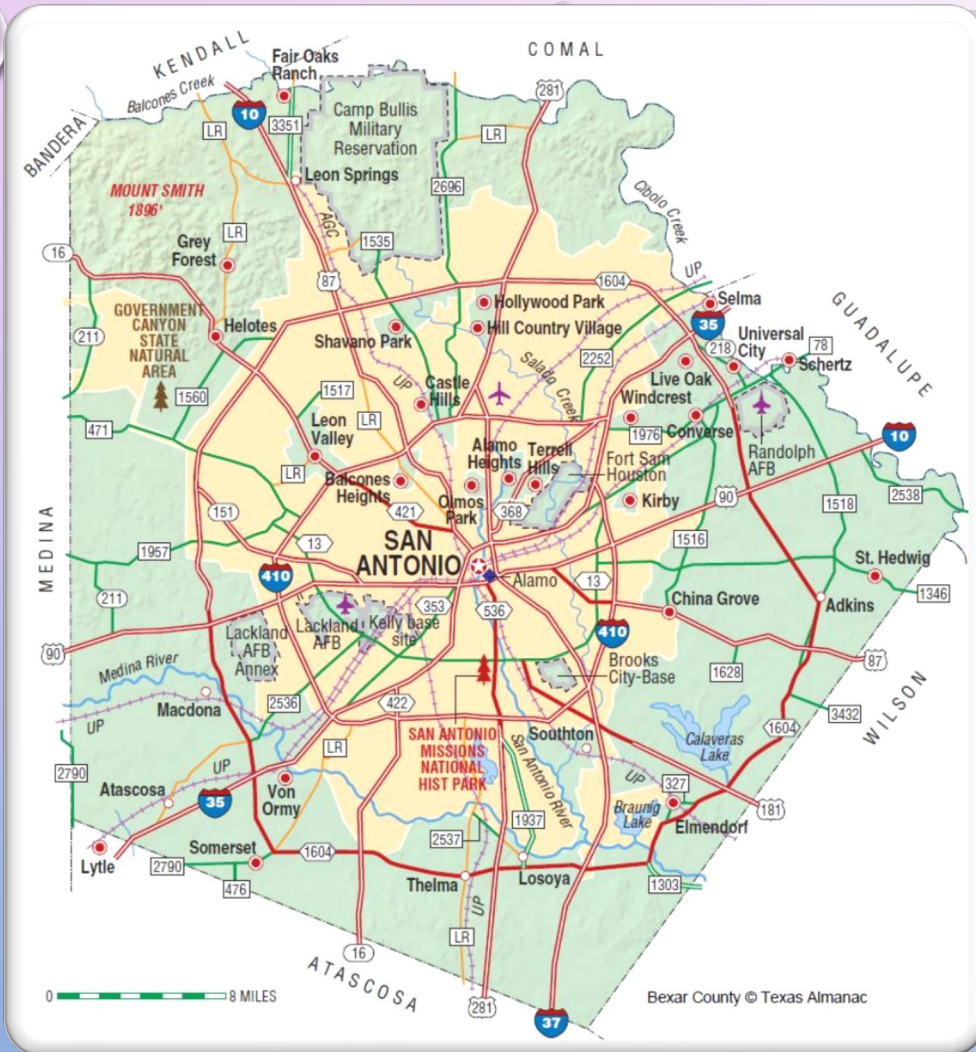 KENDALL
COMAL
Fair Oaks
Ranch
Balcones Creek
281
10
3351
LR
Camp Bullis
Military
Reservation
LR
BANDERA
Leon Springs
2696
MOUNT SMITH
1896'
AGC
Cibolo Creek
LR
1535
Grey
Forest
16
87
1604
UP
Hollywood Park
Selma
GOVERNMENT
CANYON
STATE
NATURAL
AREA
Helotes
Shavano Park
Hill Country Village
35
GUADALUPE
211
218
Universal
City
78
Schertz
2252
Salado Creek
Live Oak
UP
Castle
Hills
1517
1560
LR
Windcrest
471
Leon
Valley
1976
Converse
10
Alamo
Heights
Terrell
Hills
Fort Sam
Houston
Randolph
AFB
LR
Balcones
Heights
Olmos
Park
Kirby
90
2538
151
421
368
1518
MEDINA
SAN
ANTONIO
13
1516
1957
St. Hedwig
410
Alamo
13
1346
211
353
536
China Grove
Adkins
Lackland
AFB
Annex
Lackland
AFB
Kelly base
site
410
90
87
Medina River
Brooks
City-Base
1628
Macdona
2536
422
WILSON
UP
3432
SAN ANTONIO
MISSIONS
NATIONAL
HIST PARK
Southton
1604
Calaveras
Lake
LR
San Antonio River
UP
2790
UP
327
Atascosa
Von
Ormy
Braunig
Lake
181
35
1937
Elmendorf
2537
Somerset
1604
Lytle
2790
476
Thelma
Losoya
1303
UP
LR
16
ATASCOSA
0
8 MILES
281
37
Bexar County © Texas Almanac